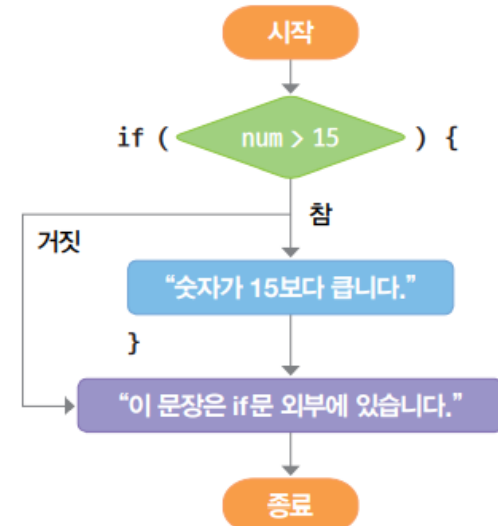 시작
if ( num > 15 ) {
참
거짓
“숫자가 15보다 큽니다.”
}
“이 문장은 if문 외부에 있습니다.”
종료